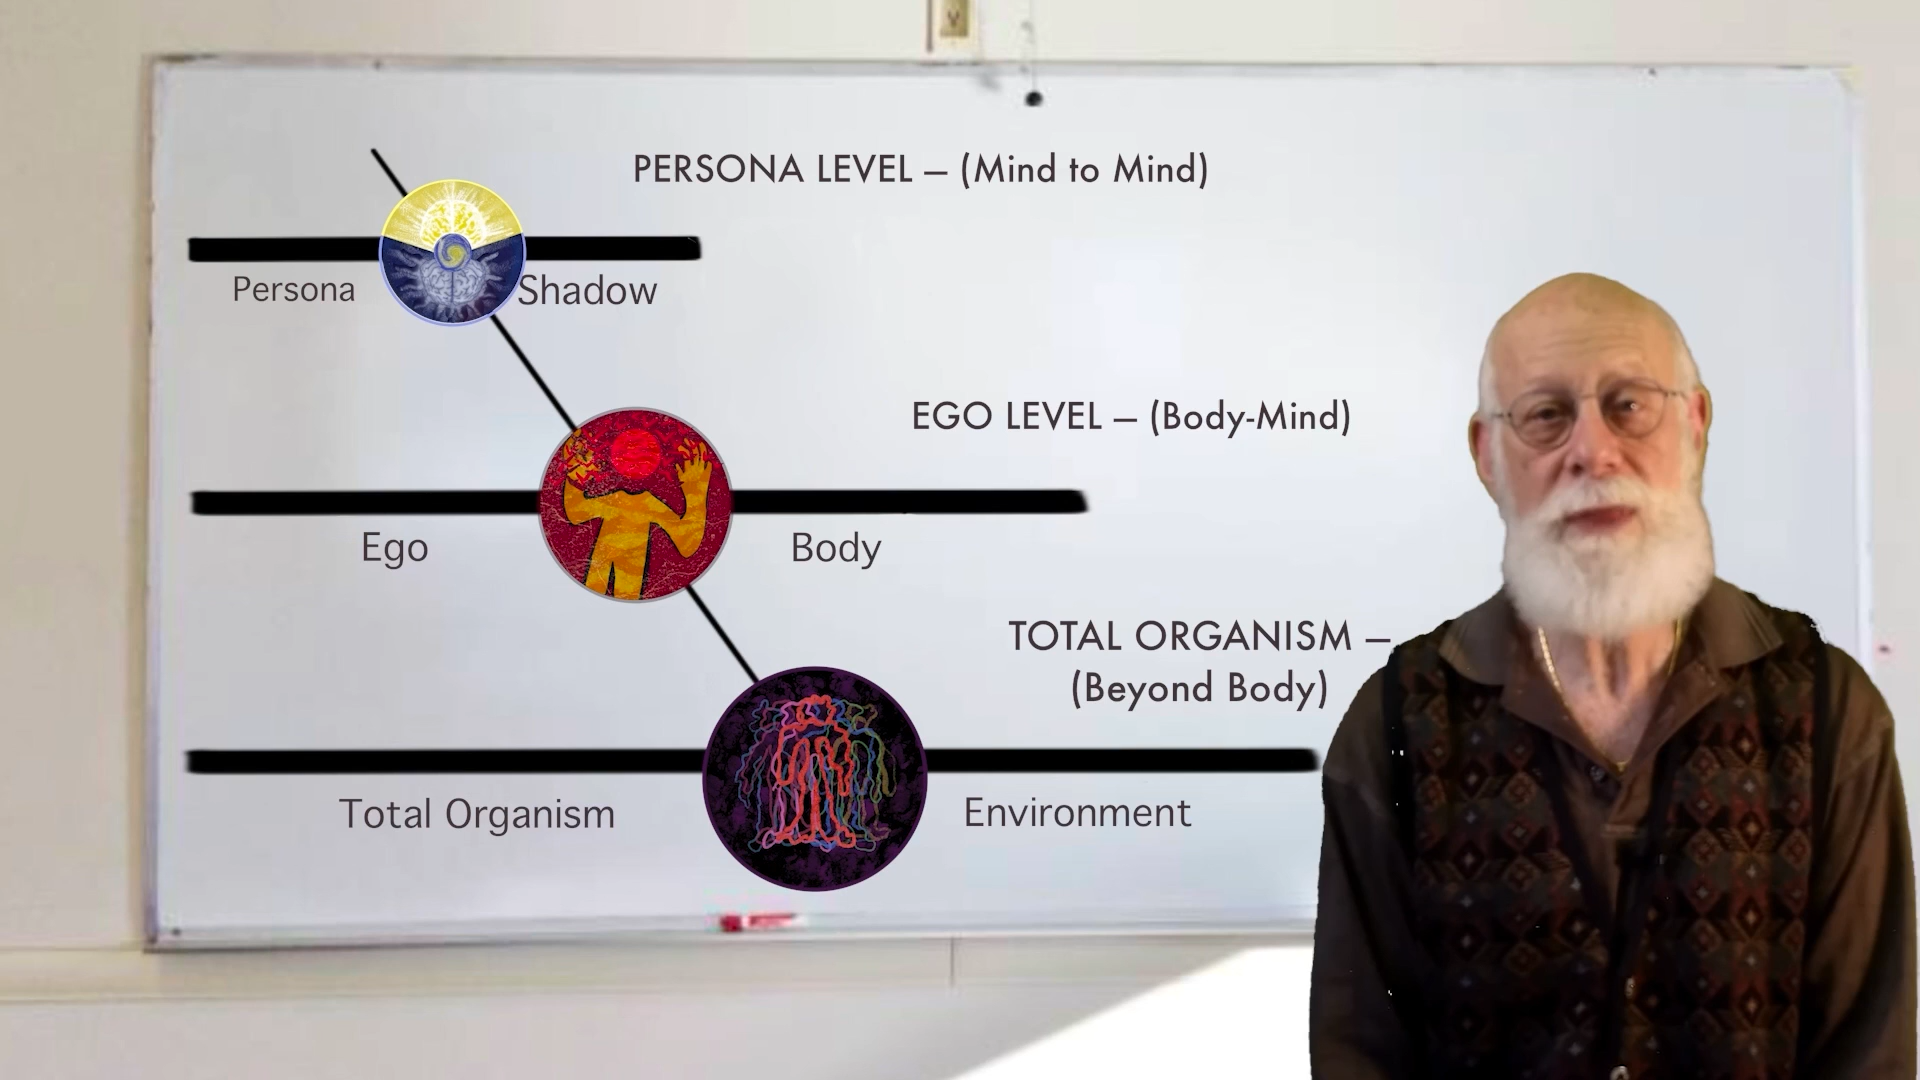 PERSONA LEVEL – (Mind to Mind)
Persona
Shadow
EGO LEVEL – (Body-Mind)
Ego
Body
TOTAL ORGANISM –
(Beyond Body)
Total Organism
Environment